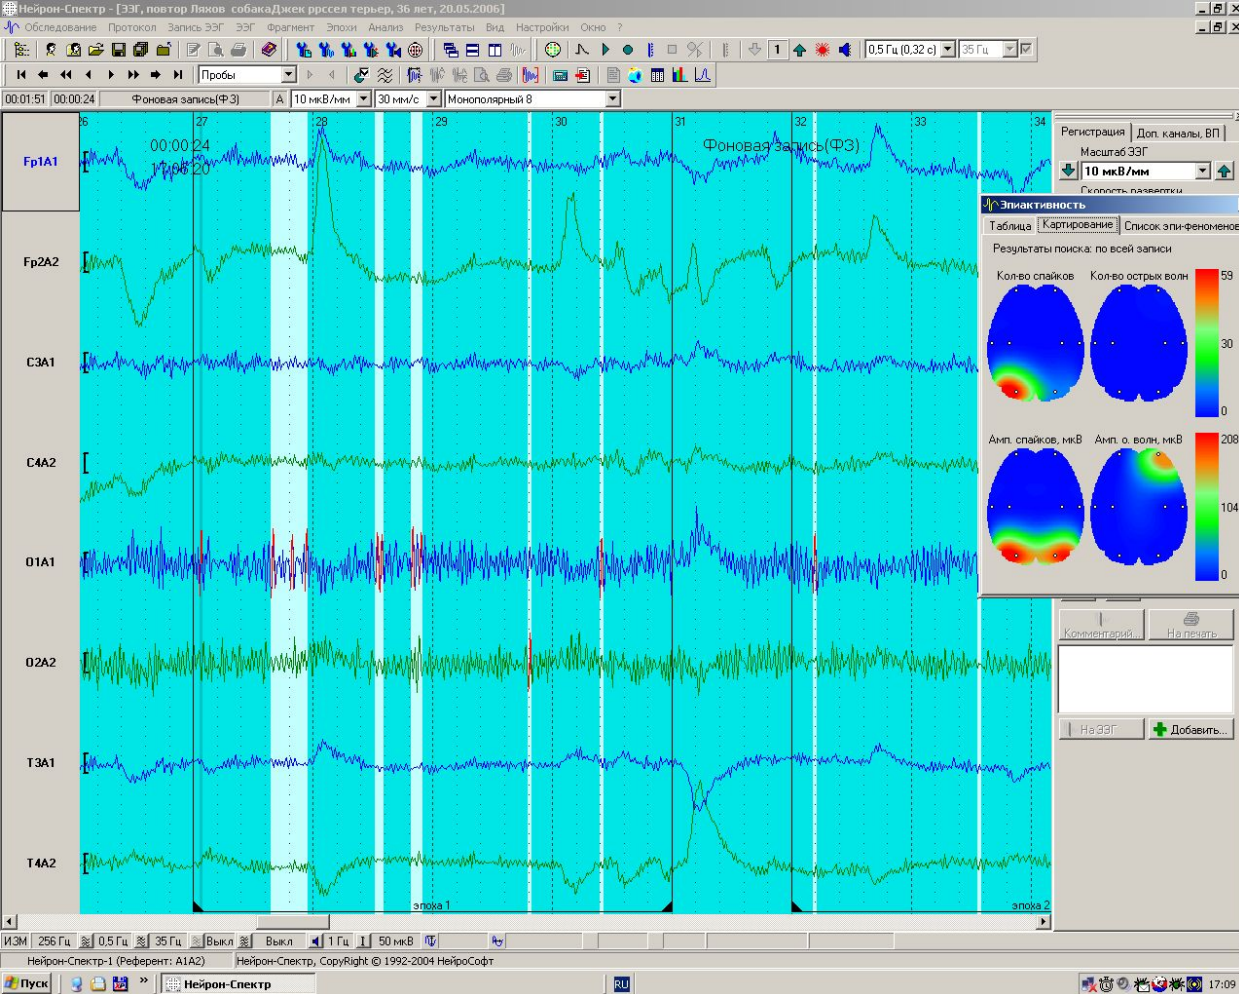 Нейрон-Спектр - [ЭЭГ, повтор Ляхов собакаДжек ррссел терьер, 36 лет, 20.05.2006]
Обследование Протокол Запись ЭЭГ ЭЭГ Фрагмент Эпохи Анализ Результаты Вид Настройки Окно ?
1 0,5 Гц (0,32 с) 35 Гц
Пробы
00:01:51 00:00:24 Фоновая запись(ФЗ) A 10 мкВ/мм 30 мм/с Монополярный 8
26 27 28 29 30 31 32 33 34
00:00:24
Фоновая запись(ФЗ)
Fp1A1
Fp2A2
C3A1
C4A2
O1A1
O2A2
T3A1
T4A2
эпоха 1
эпоха 2
Регистрация Доп. каналы, ВП
Масштаб ЭЭГ
10 мкВ/мм
Скорость развертки
Эпиактивность
Таблица Картирование Список эпи-феноменов
Результаты поиска: по всей записи
Кол-во спайков Кол-во острых волн
59
30
0
Амп. спайков, мкВ Амп. о. волн, мкВ
208
104
0
Комментарий... На печать
На ЭЭГ Добавить...
ИЗМ 256 Гц 0,5 Гц 35 Гц Выкл Выкл 1 Гц 50 мкВ
Нейрон-Спектр-1 (Референт: A1A2) Нейрон-Спектр, CopyRight © 1992-2004 НейроСофт
Пуск » Нейрон-Спектр RU 17:09